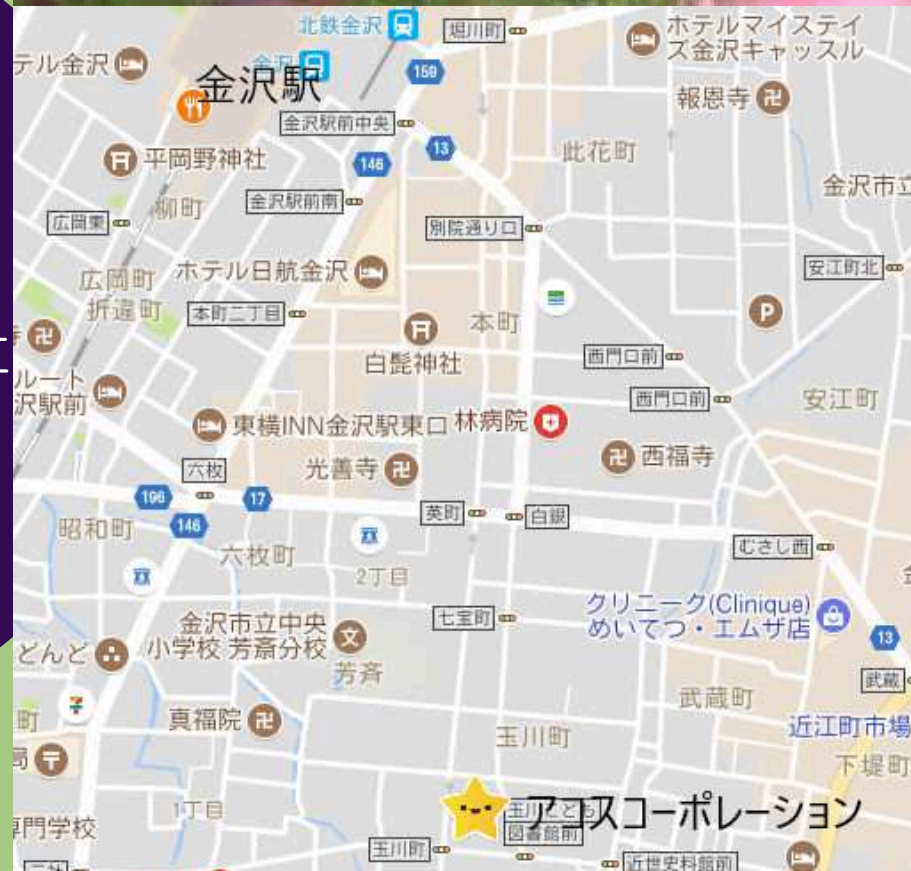 北鉄金沢
堀川町
ホテルマイステイ
ズ金沢キャッスル
テル金沢
金沢駅
159
報恩寺
金沢駅前中央
13
146
此花町
平岡野神社
金沢市立
柳町
金沢駅前南
広岡東
別院通り口
安江町北
広岡町
ホテル日航金沢
折違町
本町二丁目
本町
P
白髭神社
西門口前
ルート
沢駅前
西門口前
安江町
東横INN金沢駅東口
林病院
光善寺
西福寺
六枚
196
17
146
英町
白銀
昭和町
六枚町
むさし西
2丁目
クリニーク(Clinique)
めいてつ・エムザ店
七宝町
金沢市立中央
小学校 芳斎分校
13
どんど
芳斉
武蔵
武蔵町
町
真福院
玉川町
近江町市場
局
下堤町
1丁目
アコスコーポレーション
玉川こども
図書館前
専門学校
玉川町
近世史料館前